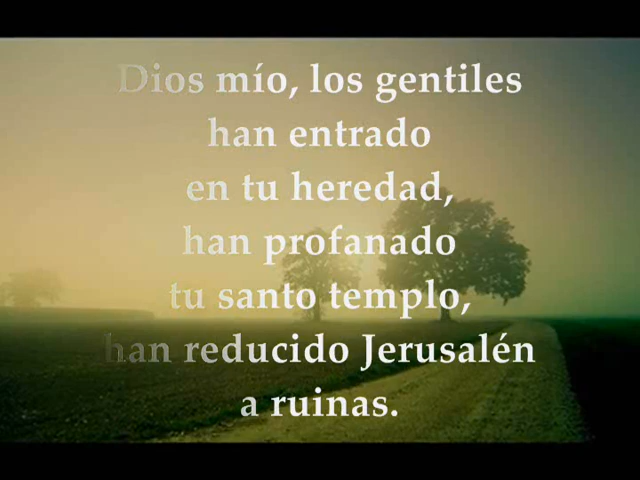 Dios mío, los gentiles
han entrado
en tu heredad,
han profanado
tu santo templo,
han reducido Jerusalén
a ruinas.